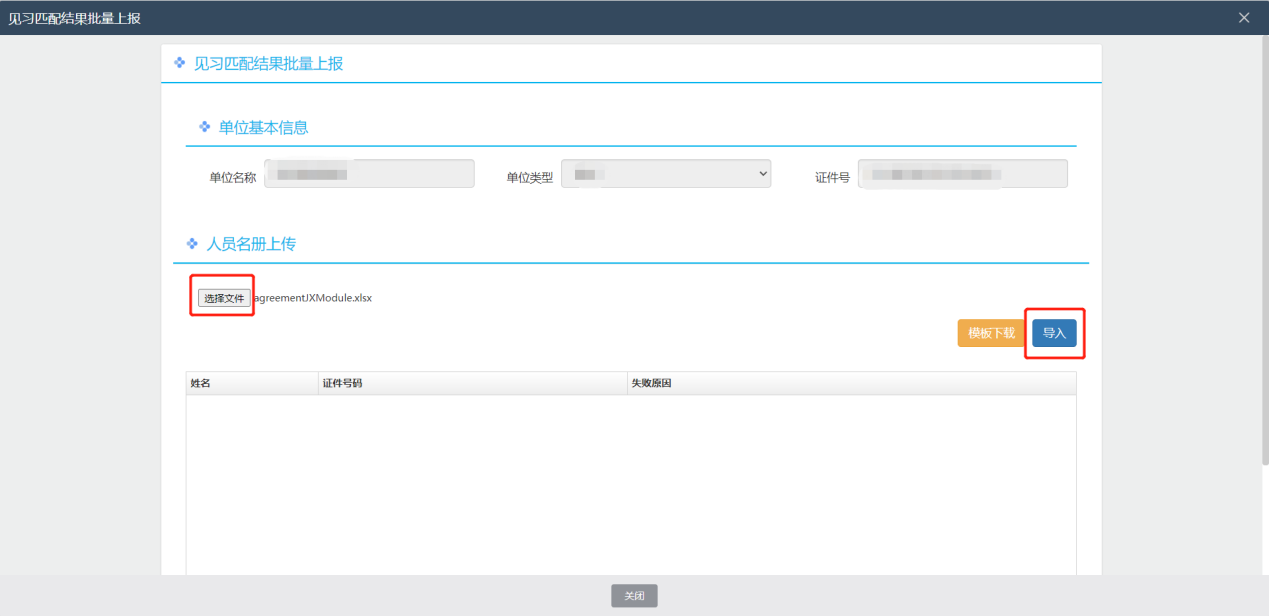 见习匹配结果批量上报
见习匹配结果批量上报
单位基本信息
单位名称 单位类型 证件号
人员名册上传
选择文件 agreementJXModule.xlsx
模板下载 导入
姓名 证件号码 失败原因
关闭